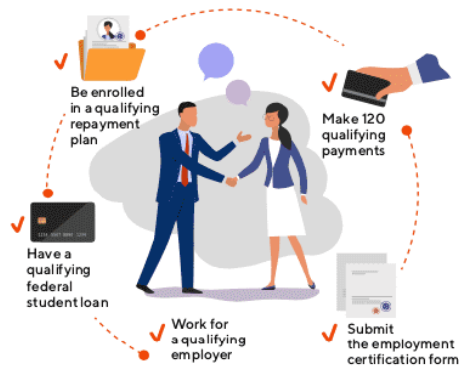 Be enrolled
in a qualifying
repayment
plan
Make 120
qualifying
payments
Have a
qualifying
federal
student loan
Work for
a qualifying
employer
Submit
the employment
certification form